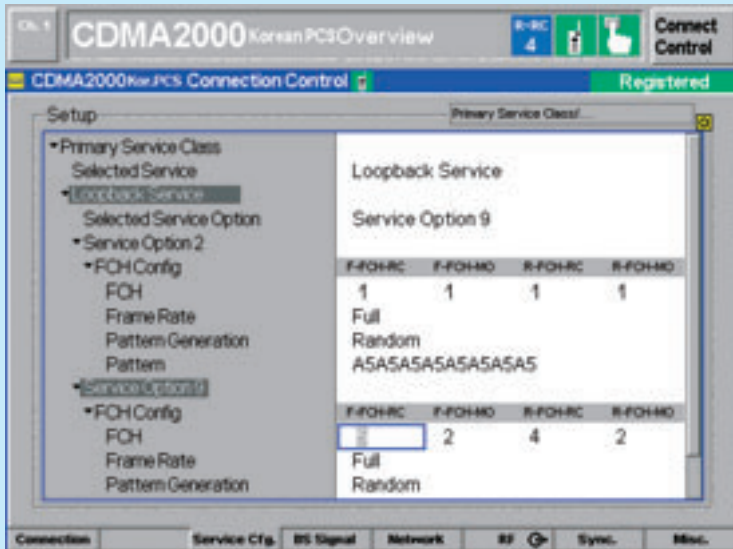 Ch. 1
CDMA2000 Korean PCS Overview
R-RC
4
Connect
Control
CDMA2000 Kor.PCS Connection Control
Registered
Setup
Primary Service Class/...
Primary Service Class
Selected Service
Loopback Service
Loopback Service
Selected Service Option
Service Option 9
Service Option 2
FCH Config
F-FCH-RC F-FCH-MO R-FCH-RC R-FCH-MO
FCH
1 1 1 1
Frame Rate
Full
Pattern Generation
Random
Pattern
A5A5A5A5A5A5A5A5A5
Service Option 9
FCH Config
F-FCH-RC F-FCH-MO R-FCH-RC R-FCH-MO
FCH
2 4 2
Frame Rate
Full
Pattern Generation
Random
Connection Service Cfg. BS Signal Network RF Sync. Misc.